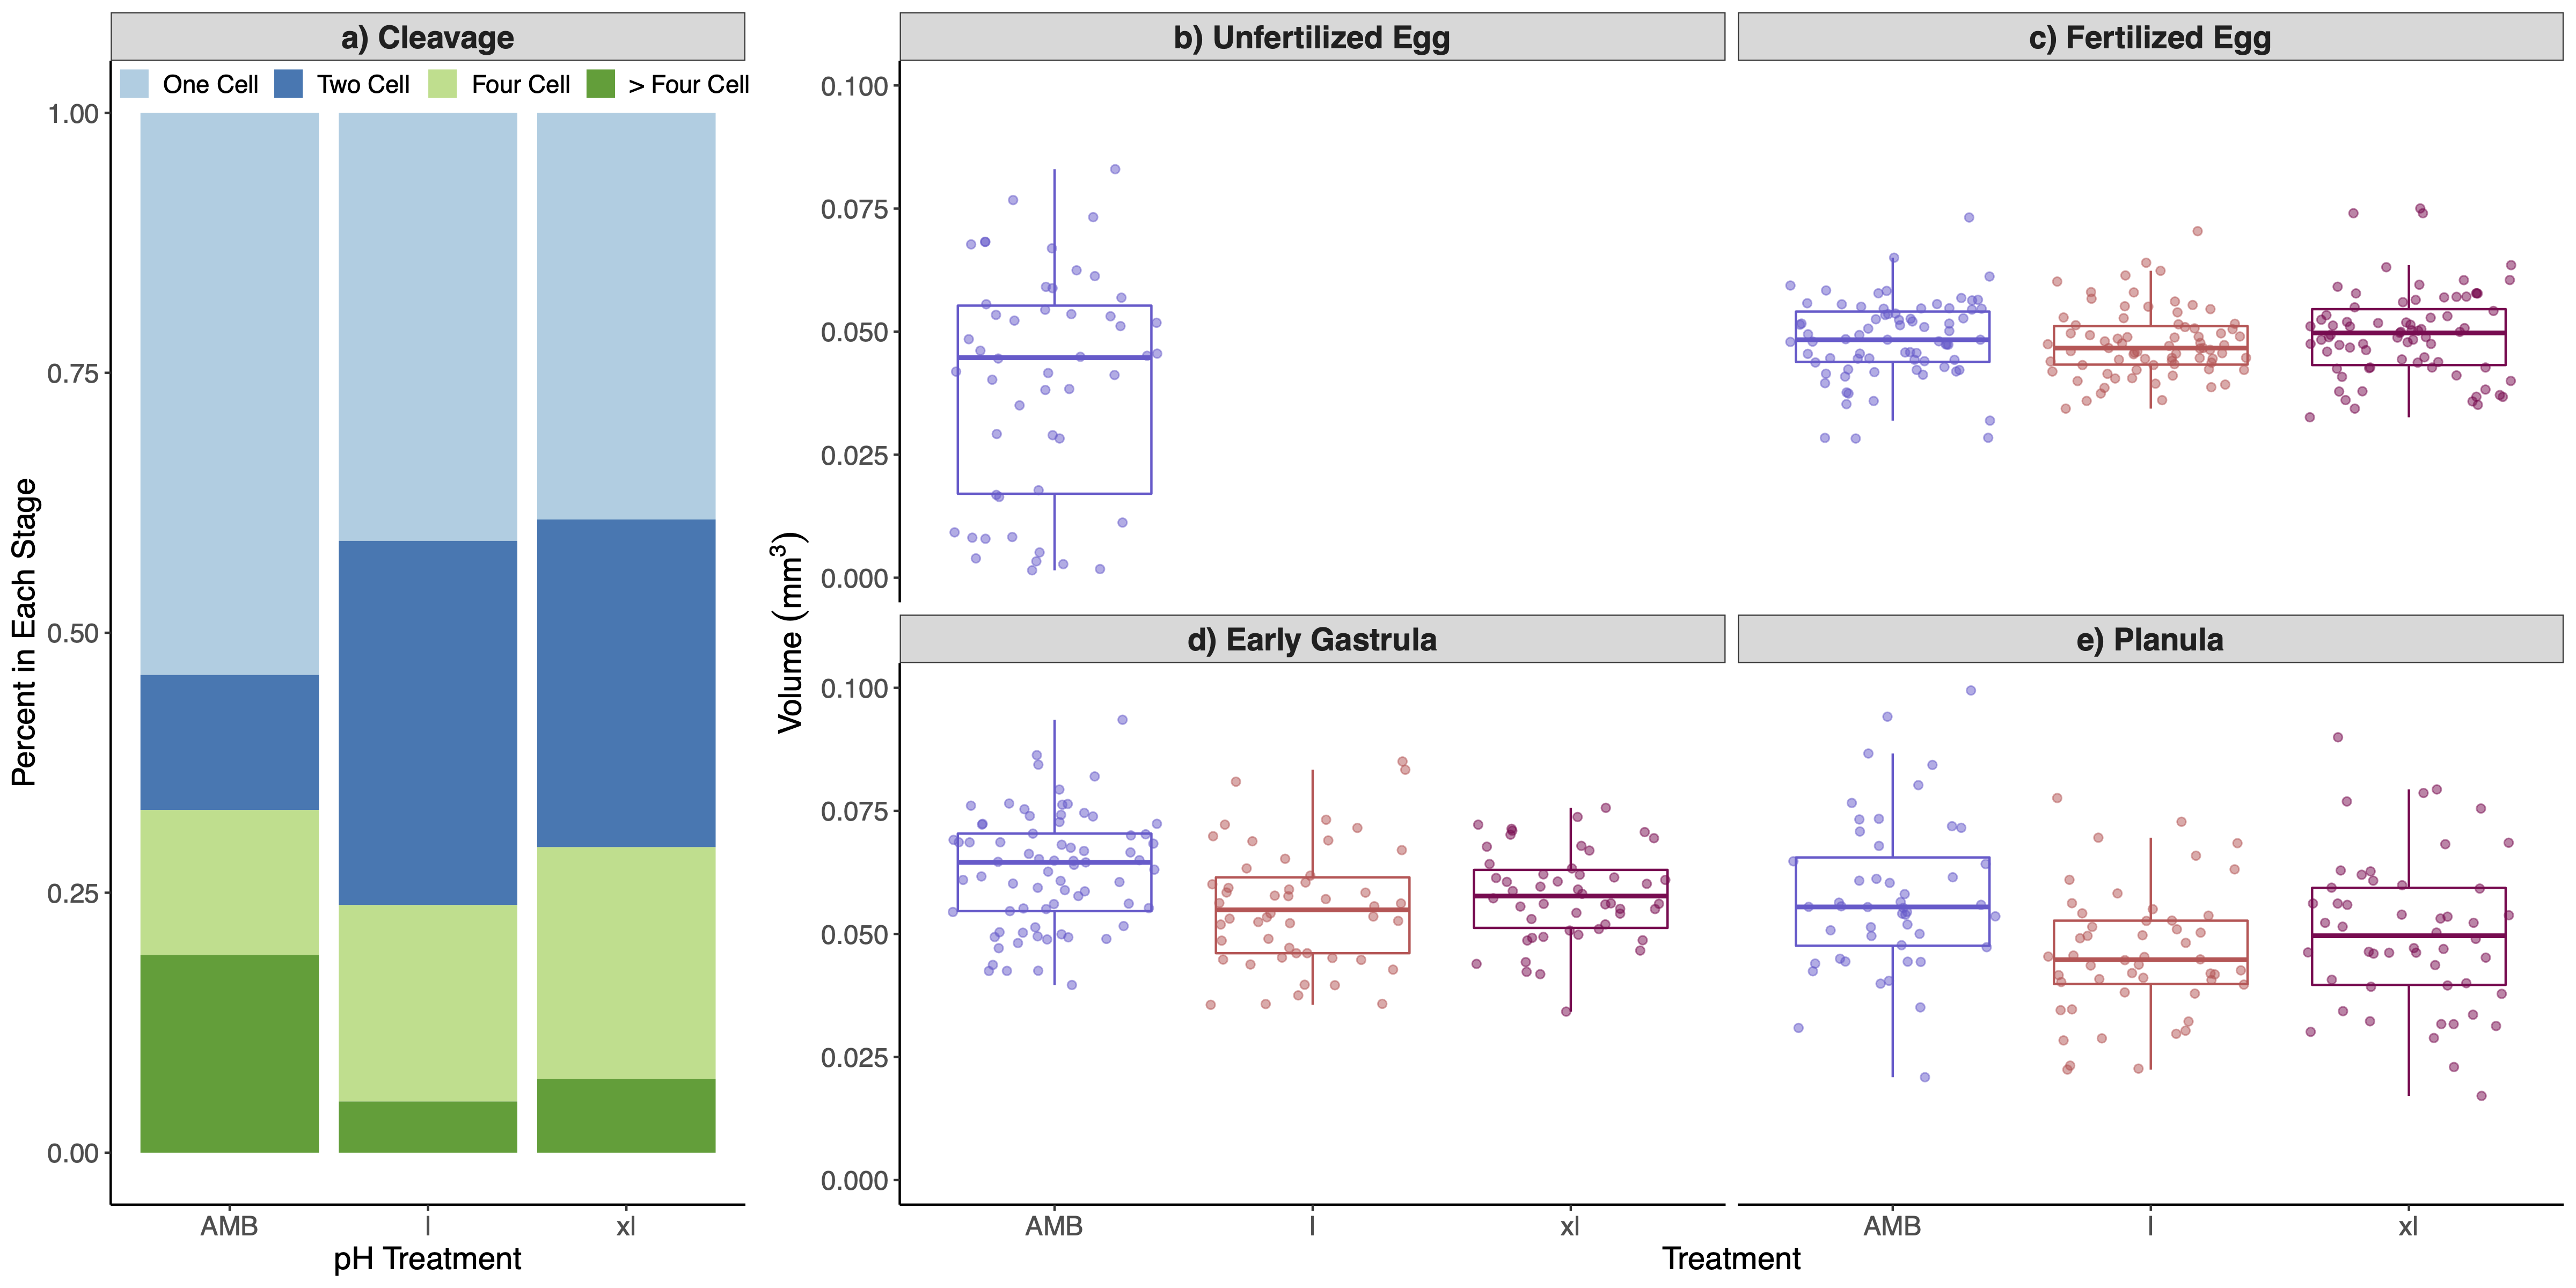 a) Cleavage
One Cell Two Cell Four Cell > Four Cell
1.00
0.75
0.50
0.25
0.00
Percent in Each Stage
AMB l xl
pH Treatment
b) Unfertilized Egg
c) Fertilized Egg
0.100
0.075
0.050
0.025
0.000
Volume (mm³)
d) Early Gastrula
e) Planula
0.100
0.075
0.050
0.025
0.000
AMB l xl
AMB l xl
Treatment